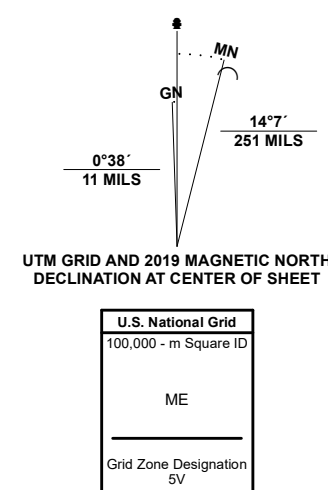 MN
GN
14°7´
251 MILS
0°38´
11 MILS
UTM GRID AND 2019 MAGNETIC NORTH
DECLINATION AT CENTER OF SHEET
U.S. National Grid
100,000 - m Square ID
ME
Grid Zone Designation
5V